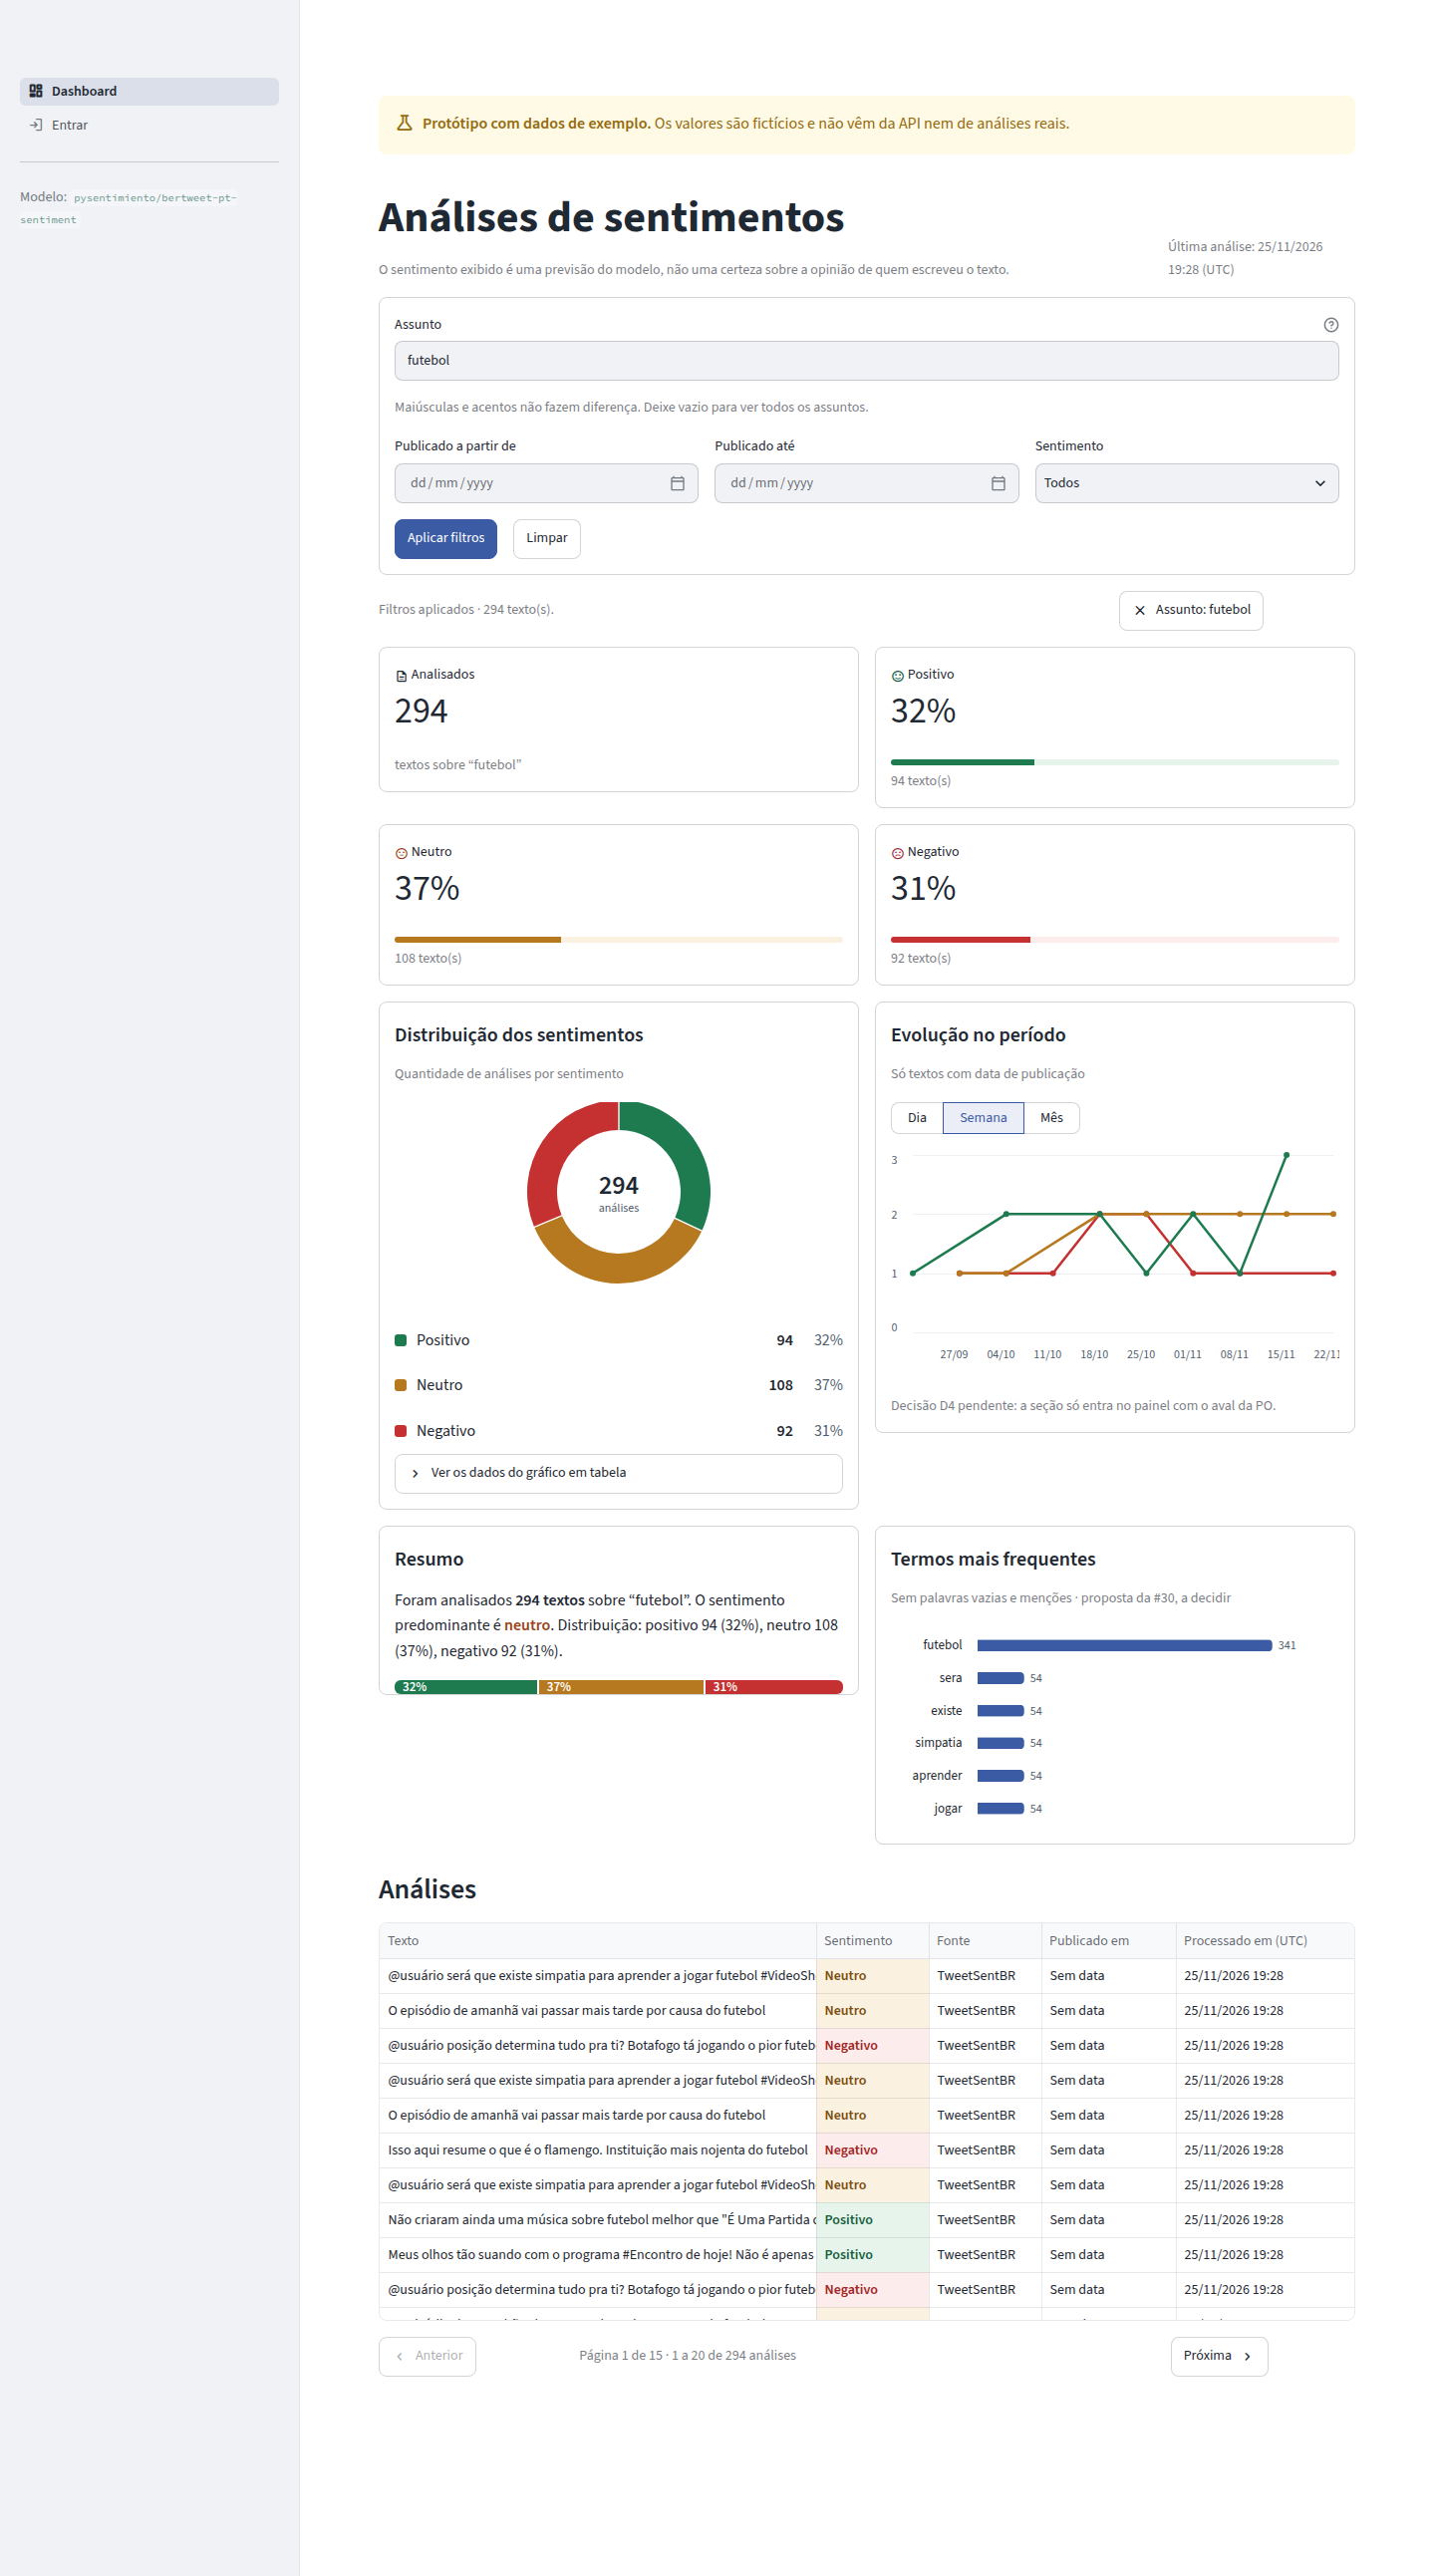 Dashboard
Entrar
Modelo: pysentimiento/bertweet-pt-
sentiment
Protótipo com dados de exemplo. Os valores são fictícios e não vêm da API nem de análises reais.
Análises de sentimentos
O sentimento exibido é uma previsão do modelo, não uma certeza sobre a opinião de quem escreveu o texto.
Última análise: 25/11/2026
19:28 (UTC)
Assunto
futebol
Maiúsculas e acentos não fazem diferença. Deixe vazio para ver todos os assuntos.
Publicado a partir de
Publicado até
Sentimento
dd/mm/yyyy
dd/mm/yyyy
Todos
Aplicar filtros
Limpar
Filtros aplicados · 294 texto(s).
Assunto: futebol
Analisados
294
textos sobre “futebol”
Positivo
32%
94 texto(s)
Neutro
37%
108 texto(s)
Negativo
31%
92 texto(s)
Distribuição dos sentimentos
Quantidade de análises por sentimento
294
análises
Positivo 94 32%
Neutro 108 37%
Negativo 92 31%
Ver os dados do gráfico em tabela
Evolução no período
Só textos com data de publicação
Dia Semana Mês
3
2
1
0
27/09 04/10 11/10 18/10 25/10 01/11 08/11 15/11 22/11
Decisão D4 pendente: a seção só entra no painel com o aval da PO.
Resumo
Foram analisados 294 textos sobre “futebol”. O sentimento
predominante é neutro. Distribuição: positivo 94 (32%), neutro 108
(37%), negativo 92 (31%).
32% 37% 31%
Termos mais frequentes
Sem palavras vazias e menções · proposta da #30, a decidir
futebol 341
sera 54
existe 54
simpatia 54
aprender 54
jogar 54
Análises
Texto Sentimento Fonte Publicado em Processado em (UTC)
@usuário será que existe simpatia para aprender a jogar futebol #VideoSh Neutro TweetSentBR Sem data 25/11/2026 19:28
O episódio de amanhã vai passar mais tarde por causa do futebol Neutro TweetSentBR Sem data 25/11/2026 19:28
@usuário posição determina tudo pra ti? Botafogo tá jogando o pior futeb Negativo TweetSentBR Sem data 25/11/2026 19:28
@usuário será que existe simpatia para aprender a jogar futebol #VideoSh Neutro TweetSentBR Sem data 25/11/2026 19:28
O episódio de amanhã vai passar mais tarde por causa do futebol Neutro TweetSentBR Sem data 25/11/2026 19:28
Isso aqui resume o que é o flamengo. Instituição mais nojenta do futebol Negativo TweetSentBR Sem data 25/11/2026 19:28
@usuário será que existe simpatia para aprender a jogar futebol #VideoSh Neutro TweetSentBR Sem data 25/11/2026 19:28
Não criaram ainda uma música sobre futebol melhor que "É Uma Partida Positivo TweetSentBR Sem data 25/11/2026 19:28
Meus olhos tão suando com o programa #Encontro de hoje! Não é apenas Positivo TweetSentBR Sem data 25/11/2026 19:28
@usuário posição determina tudo pra ti? Botafogo tá jogando o pior futeb Negativo TweetSentBR Sem data 25/11/2026 19:28
Anterior
Página 1 de 15 · 1 a 20 de 294 análises
Próxima